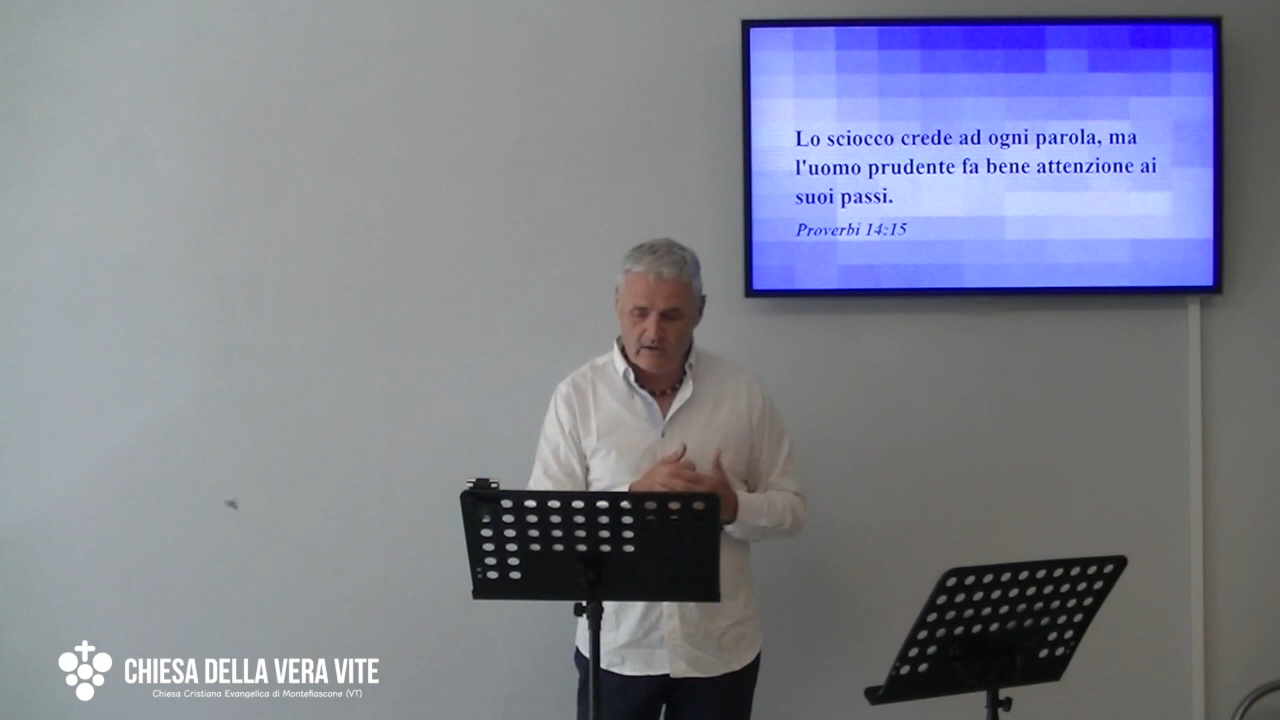 Lo sciocco crede ad ogni parola, ma
l'uomo prudente fa bene attenzione ai
suoi passi.
Proverbi 14:15
CHIESA DELLA VERA VITE
Chiesa Cristiana Evangelica di Montefiascone (VT)